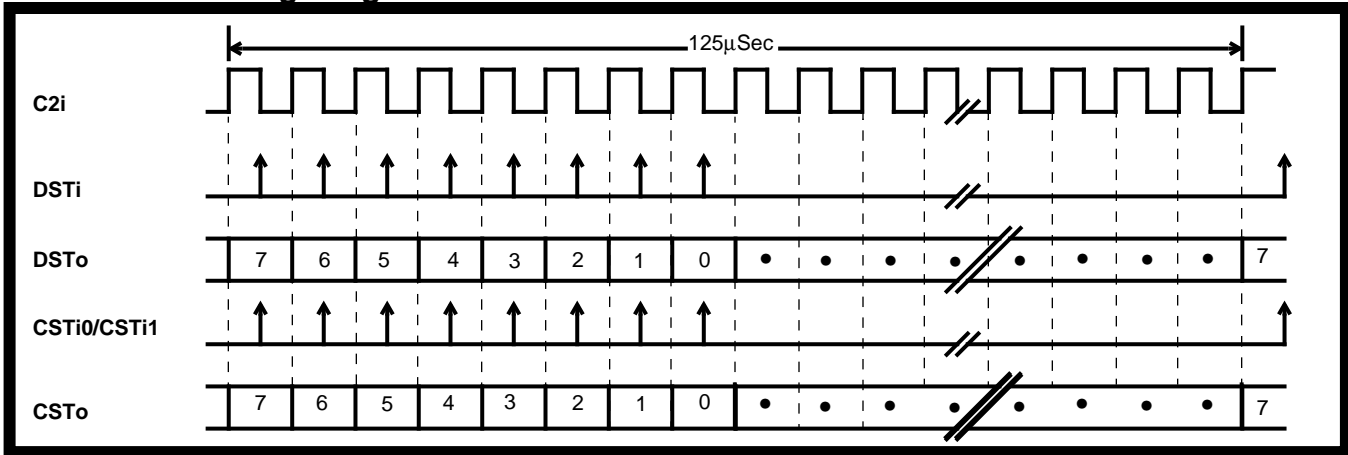 125μSec
C2i
DSTi
DSTo 7 6 5 4 3 2 1 0 • • • • • • • • 7
CSTi0/CSTi1
CSTo 7 6 5 4 3 2 1 0 • • • • • • • • 7